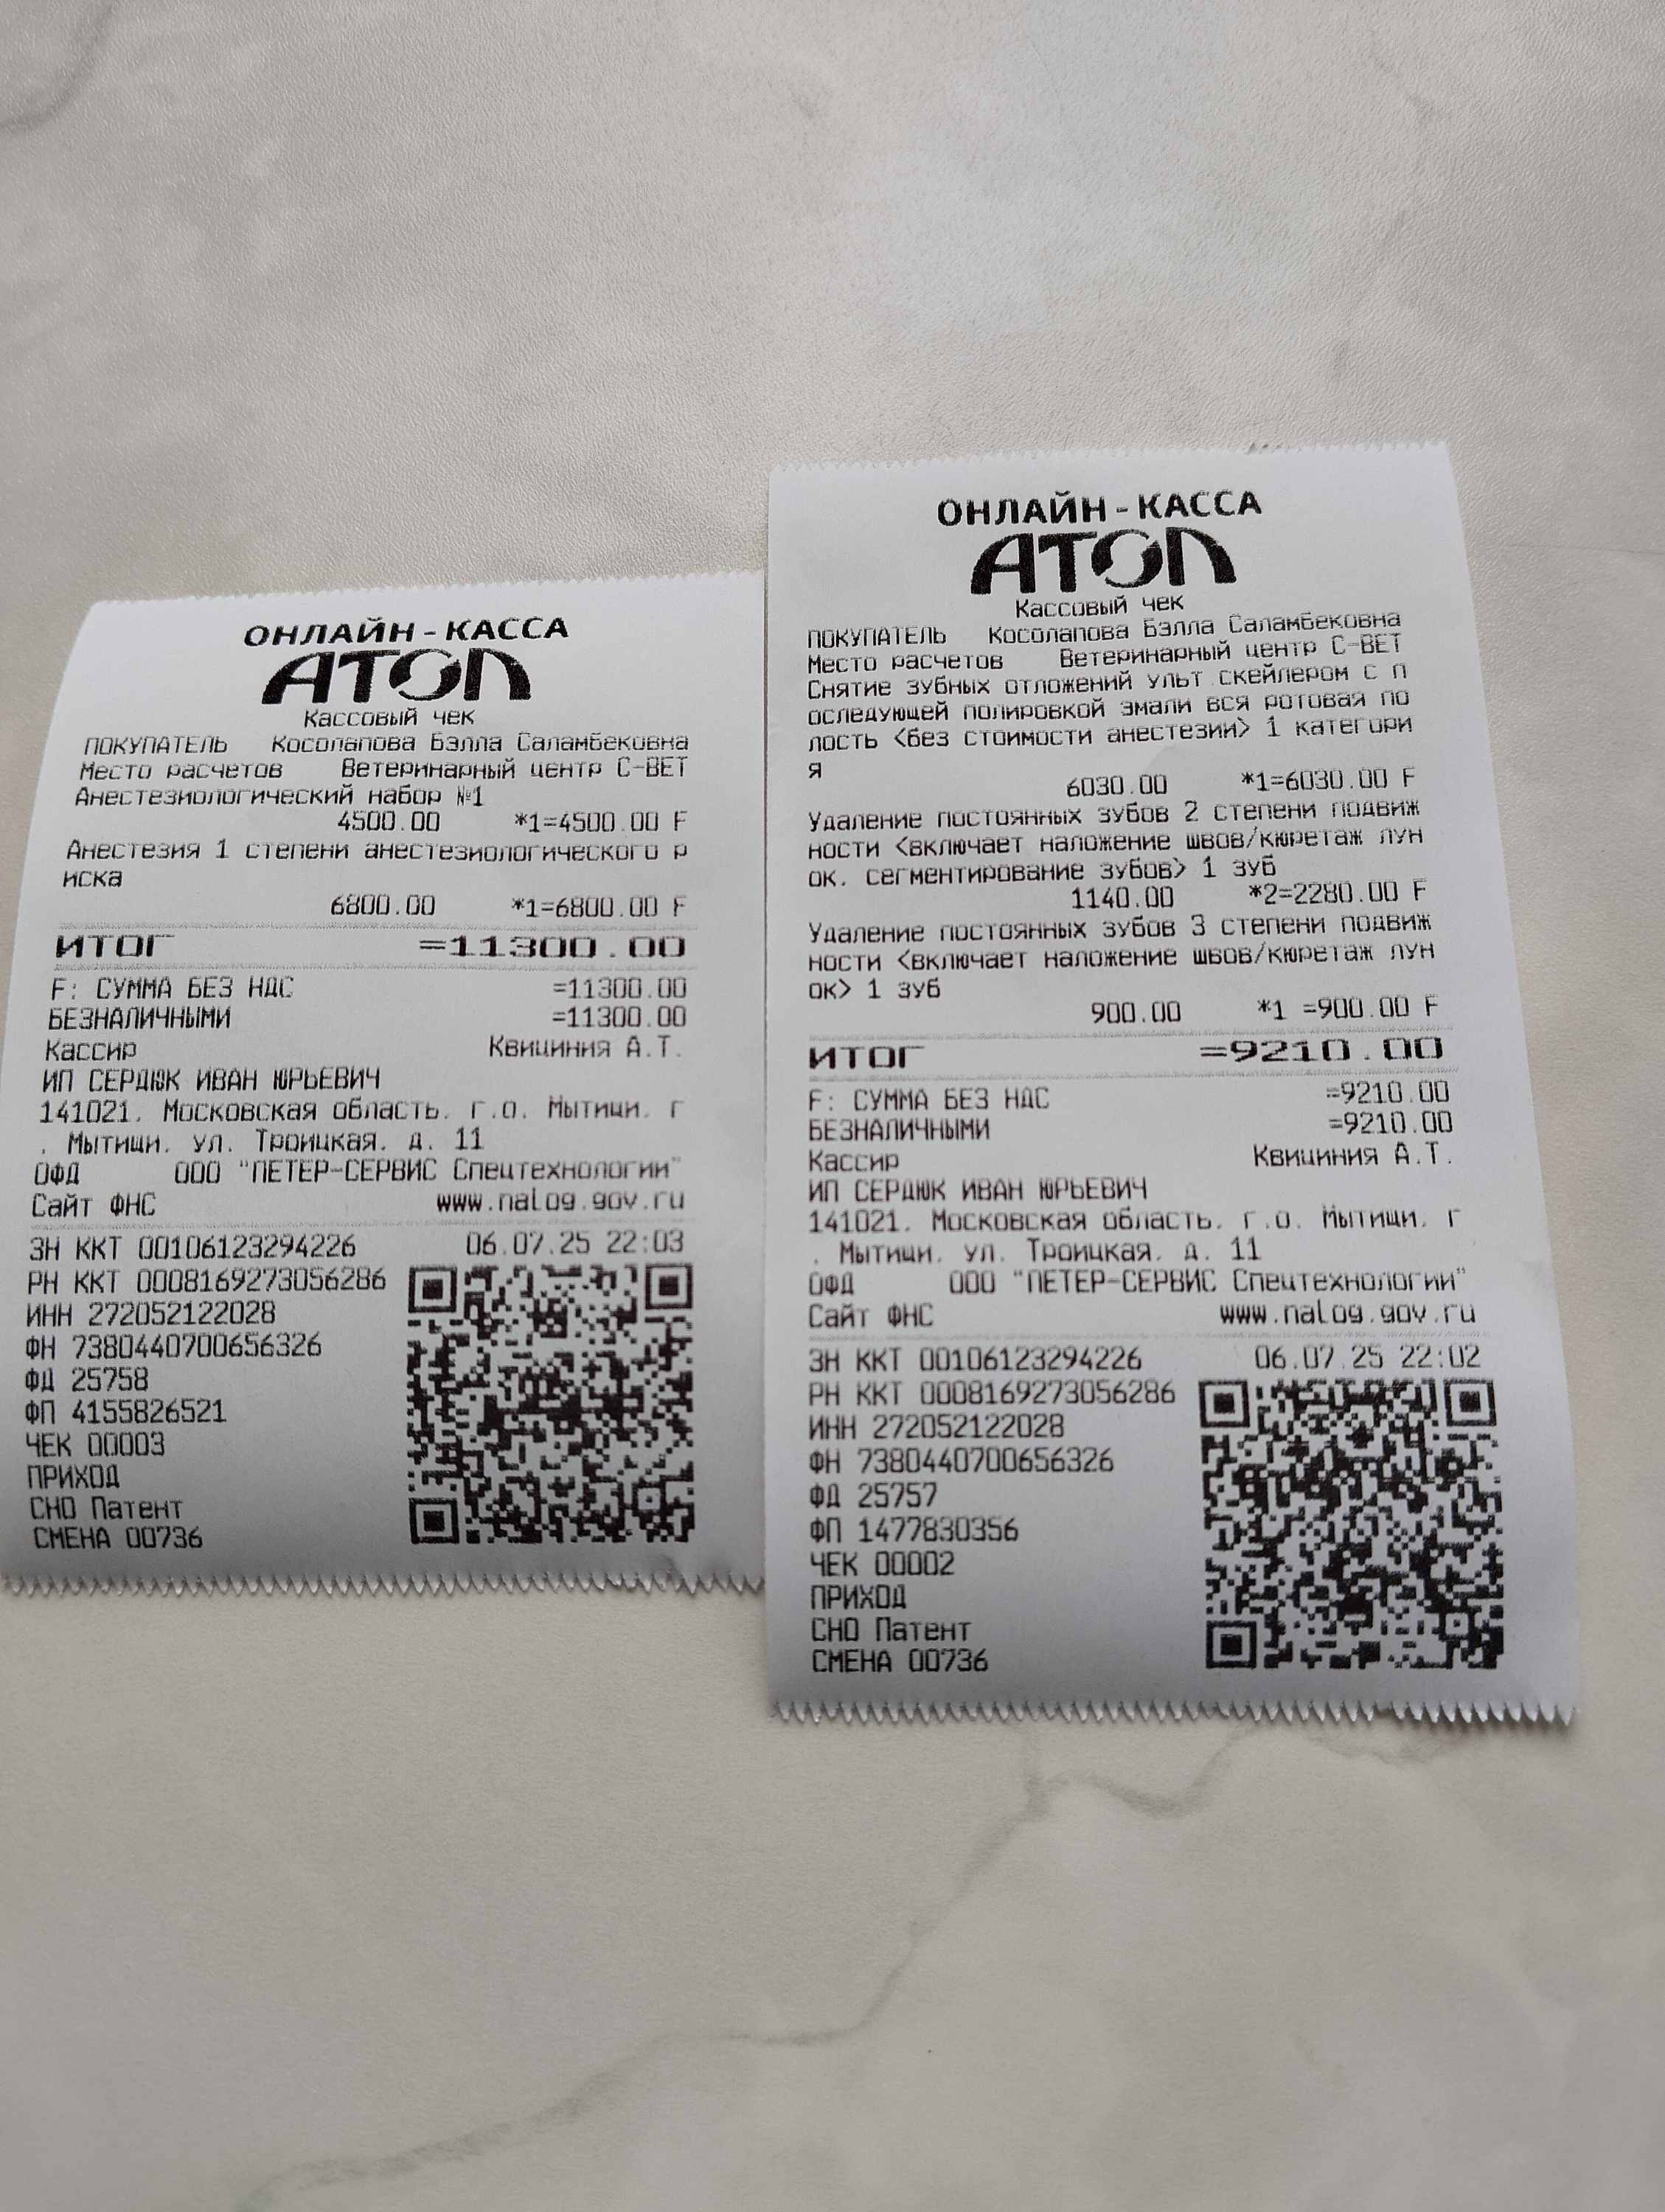 ОНЛАЙН-КАССА
АТОЛ
Кассовый чек
ПОКУПАТЕЛЬ Косолапова Бэлла Саламбековна
Место расчетов Ветеринарный центр С-ВЕТ
Анестезиологический набор №1
4500.00 *1=4500.00 F
Анестезия 1 степени анестезиологического р
иска
6800.00 *1=6800.00 F
ИТОГ =11300.00
F: СУММА БЕЗ НДС =11300.00
БЕЗНАЛИЧНЫМИ =11300.00
Кассир Квициния А.Т.
ИП СЕРДЮК ИВАН ЮРЬЕВИЧ
141021, Московская область, г.о. Мытищи, г
. Мытищи, ул. Троицкая, д. 11
ОФД ООО "ПЕТЕР-СЕРВИС Спецтехнологии"
Сайт ФНС www.nalog.gov.ru
ЗН ККТ 00106123294226 06.07.25 22:03
РН ККТ 0008169273056286
ИНН 272052122028
ФН 7380440700656326
ФД 25758
ФП 4155826521
ЧЕК 00003
ПРИХОД
СНО Патент
СМЕНА 00736
ОНЛАЙН-КАССА
АТОЛ
Кассовый чек
ПОКУПАТЕЛЬ Косолапова Бэлла Саламбековна
Место расчетов Ветеринарный центр С-ВЕТ
Снятие зубных отложений ульт.скейлером с п
оследующей полировкой эмали вся ротовая по
лость <без стоимости анестезии> 1 категори
я
6030.00 *1=6030.00 F
Удаление постоянных зубов 2 степени подвиж
ности <включает наложение швов/кюретаж лун
ок, сегментирование зубов> 1 зуб
1140.00 *2=2280.00 F
Удаление постоянных зубов 3 степени подвиж
ности <включает наложение швов/кюретаж лун
ок> 1 зуб
900.00 *1 =900.00 F
ИТОГ =9210.00
F: СУММА БЕЗ НДС =9210.00
БЕЗНАЛИЧНЫМИ =9210.00
Кассир Квициния А.Т.
ИП СЕРДЮК ИВАН ЮРЬЕВИЧ
141021, Московская область, г.о. Мытищи, г
. Мытищи, ул. Троицкая, д. 11
ОФД ООО "ПЕТЕР-СЕРВИС Спецтехнологии"
Сайт ФНС www.nalog.gov.ru
ЗН ККТ 00106123294226 06.07.25 22:02
РН ККТ 0008169273056286
ИНН 272052122028
ФН 7380440700656326
ФД 25757
ФП 1477830356
ЧЕК 00002
ПРИХОД
СНО Патент
СМЕНА 00736